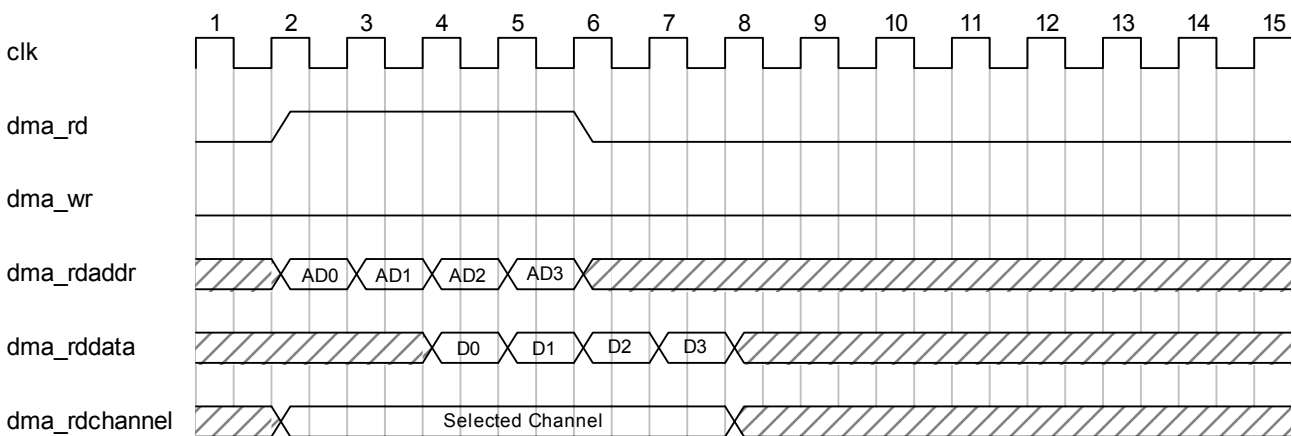 1 2 3 4 5 6 7 8 9 10 11 12 13 14 15
clk
dma_rd
dma_wr
dma_rdaddr AD0 AD1 AD2 AD3
dma_rddata D0 D1 D2 D3
dma_rdchannel Selected Channel